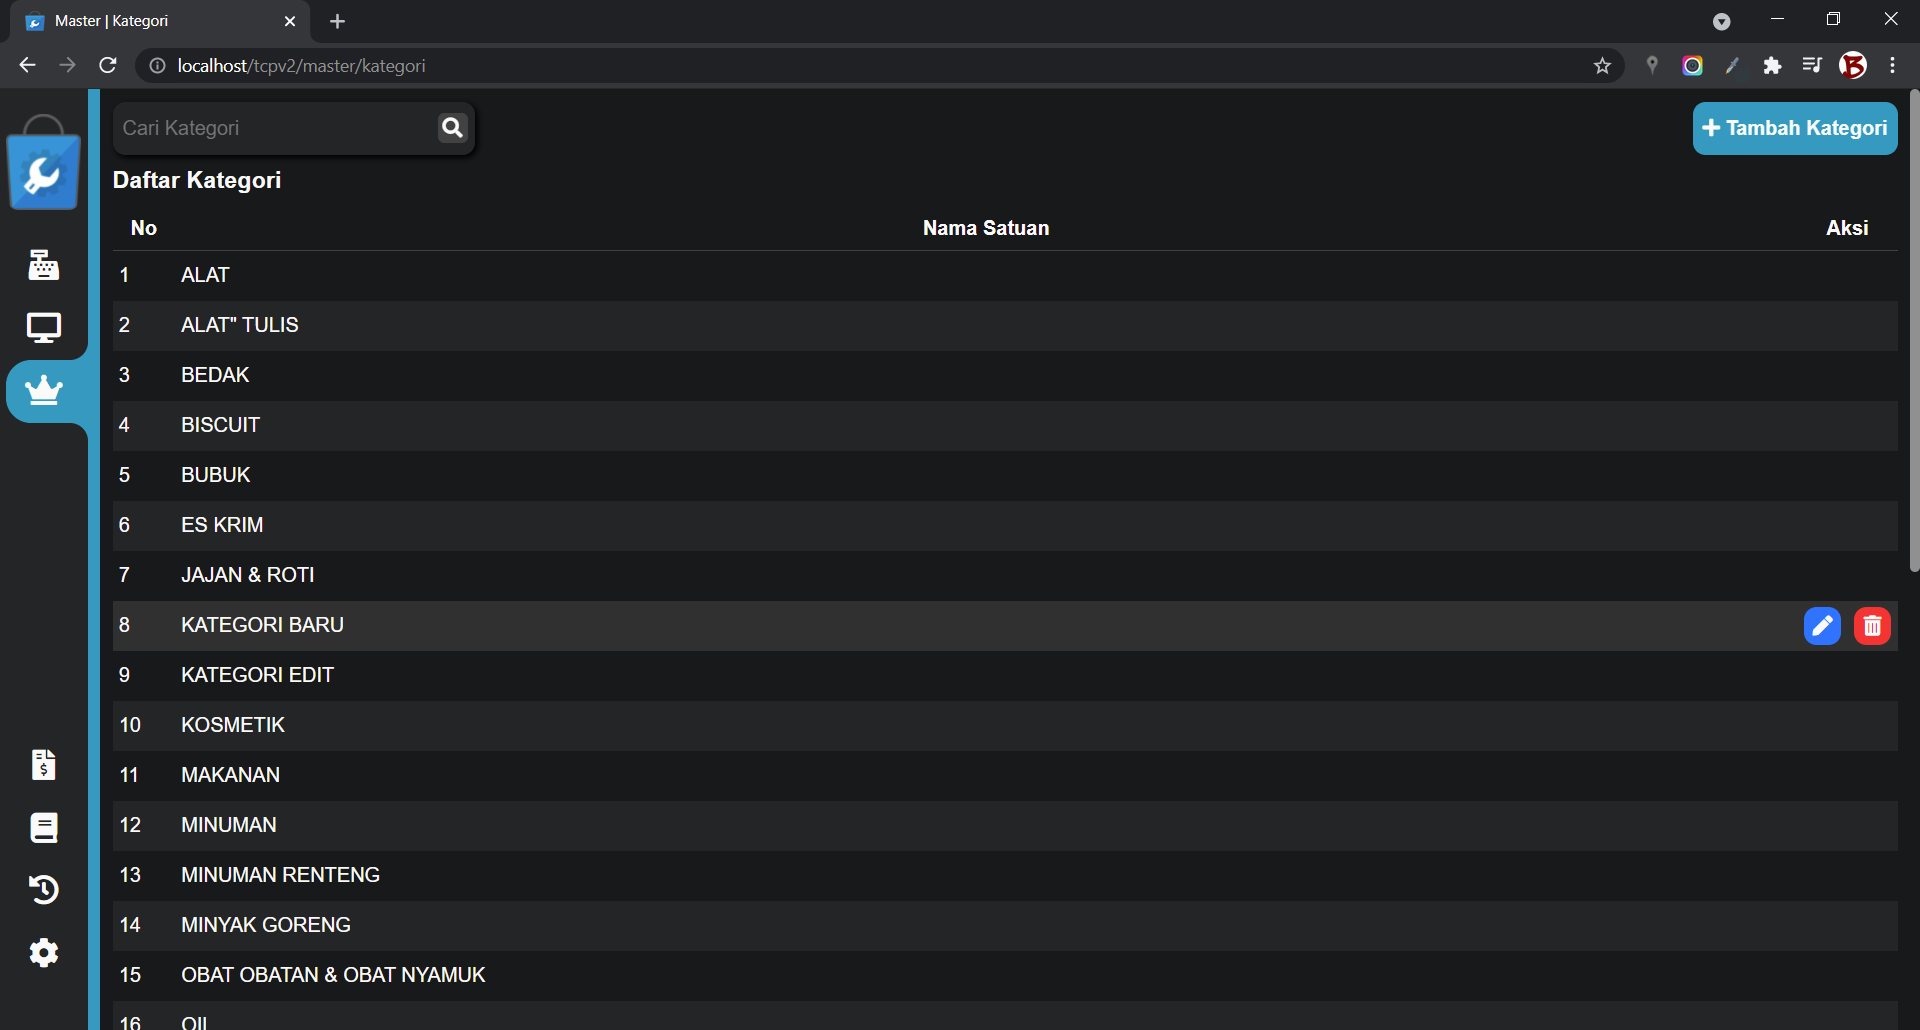 Master | Kategori
localhost/tcpv2/master/kategori
Cari Kategori
+ Tambah Kategori
Daftar Kategori
No Nama Satuan Aksi
1 ALAT
2 ALAT" TULIS
3 BEDAK
4 BISCUIT
5 BUBUK
6 ES KRIM
7 JAJAN & ROTI
8 KATEGORI BARU
9 KATEGORI EDIT
10 KOSMETIK
11 MAKANAN
12 MINUMAN
13 MINUMAN RENTENG
14 MINYAK GORENG
15 OBAT OBATAN & OBAT NYAMUK
16 OIL